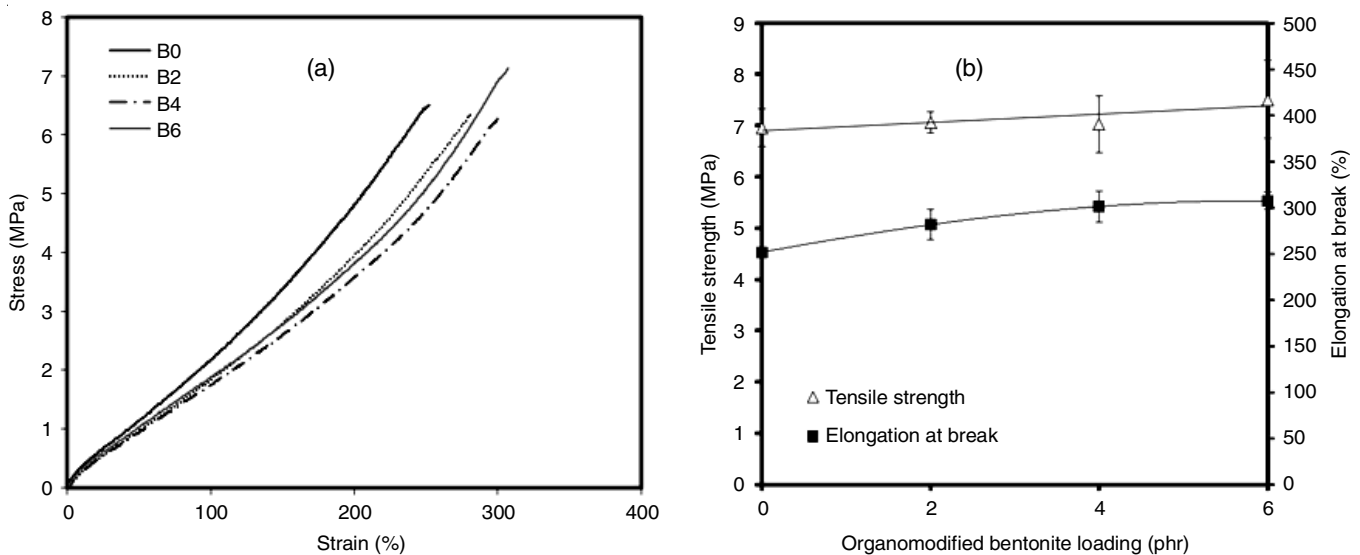 8
7
6
5
4
3
2
1
0
Stress (MPa)
B0
B2
B4
B6
(a)
0 100 200 300 400
Strain (%)
9
8
7
6
5
4
3
2
1
0
Tensile strength (MPa)
(b)
Tensile strength
Elongation at break
500
450
400
350
300
250
200
150
100
50
0
Elongation at break (%)
0 2 4 6
Organomodified bentonite loading (phr)